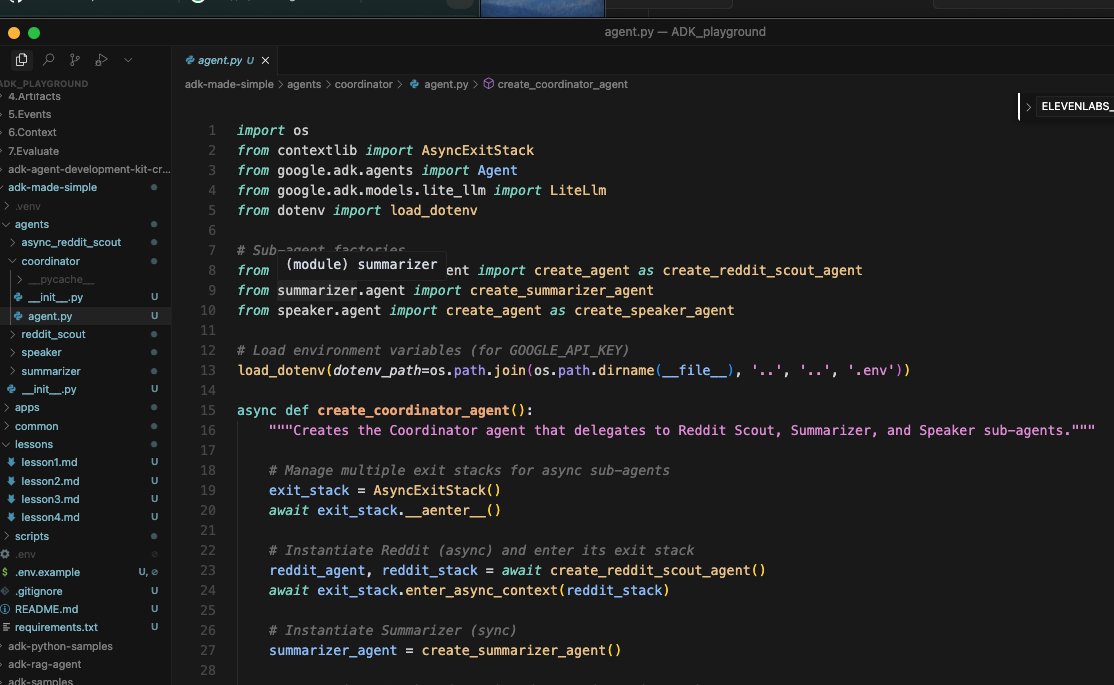 agent.py — ADK_playground
agent.py U
adk-made-simple > agents > coordinator > agent.py > create_coordinator_agent
ELEVENLABS_
ADK_PLAYGROUND
4.Artifacts
5.Events
6.Context
7.Evaluate
adk-agent-development-kit-cr...
adk-made-simple
.venv
agents
async_reddit_scout
coordinator
__pycache__
__init__.py U
agent.py U
reddit_scout
speaker
summarizer
__init__.py U
apps
common
lessons
lesson1.md U
lesson2.md U
lesson3.md U
lesson4.md U
scripts
.env
.env.example U,
.gitignore U
README.md U
requirements.txt U
adk-python-samples
adk-rag-agent
adk-samples
1 import os
2 from contextlib import AsyncExitStack
3 from google.adk.agents import Agent
4 from google.adk.models.lite_llm import LiteLlm
5 from dotenv import load_dotenv
6
7 # Sub-agent factories
(module) summarizer
8 from ent import create_agent as create_reddit_scout_agent
9 from summarizer.agent import create_summarizer_agent
10 from speaker.agent import create_agent as create_speaker_agent
11
12 # Load environment variables (for GOOGLE_API_KEY)
13 load_dotenv(dotenv_path=os.path.join(os.path.dirname(__file__), '..', '..', '.env'))
14
15 async def create_coordinator_agent():
16 """Creates the Coordinator agent that delegates to Reddit Scout, Summarizer, and Speaker sub-agents."""
17
18 # Manage multiple exit stacks for async sub-agents
19 exit_stack = AsyncExitStack()
20 await exit_stack.__aenter__()
21
22 # Instantiate Reddit (async) and enter its exit stack
23 reddit_agent, reddit_stack = await create_reddit_scout_agent()
24 await exit_stack.enter_async_context(reddit_stack)
25
26 # Instantiate Summarizer (sync)
27 summarizer_agent = create_summarizer_agent()
28